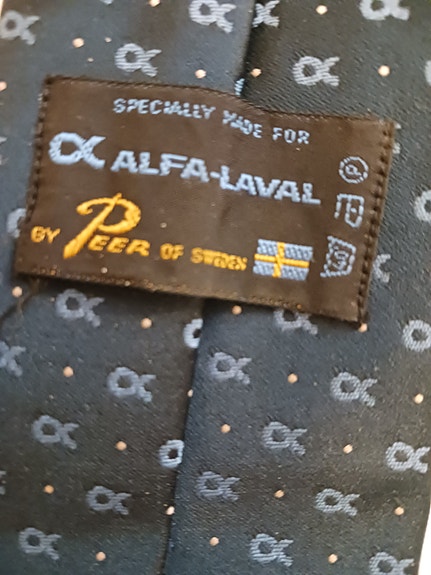 SPECIALLY MADE FOR
α ALFA-LAVAL
BY PEER OF SWEDEN
P